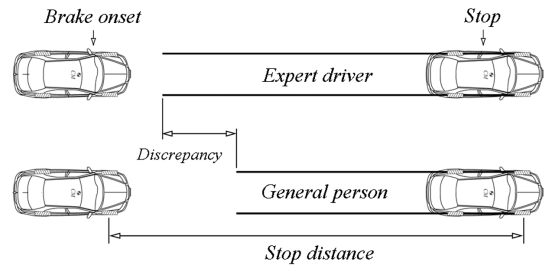 Brake onset
Stop
Expert driver
Discrepancy
General person
Stop distance